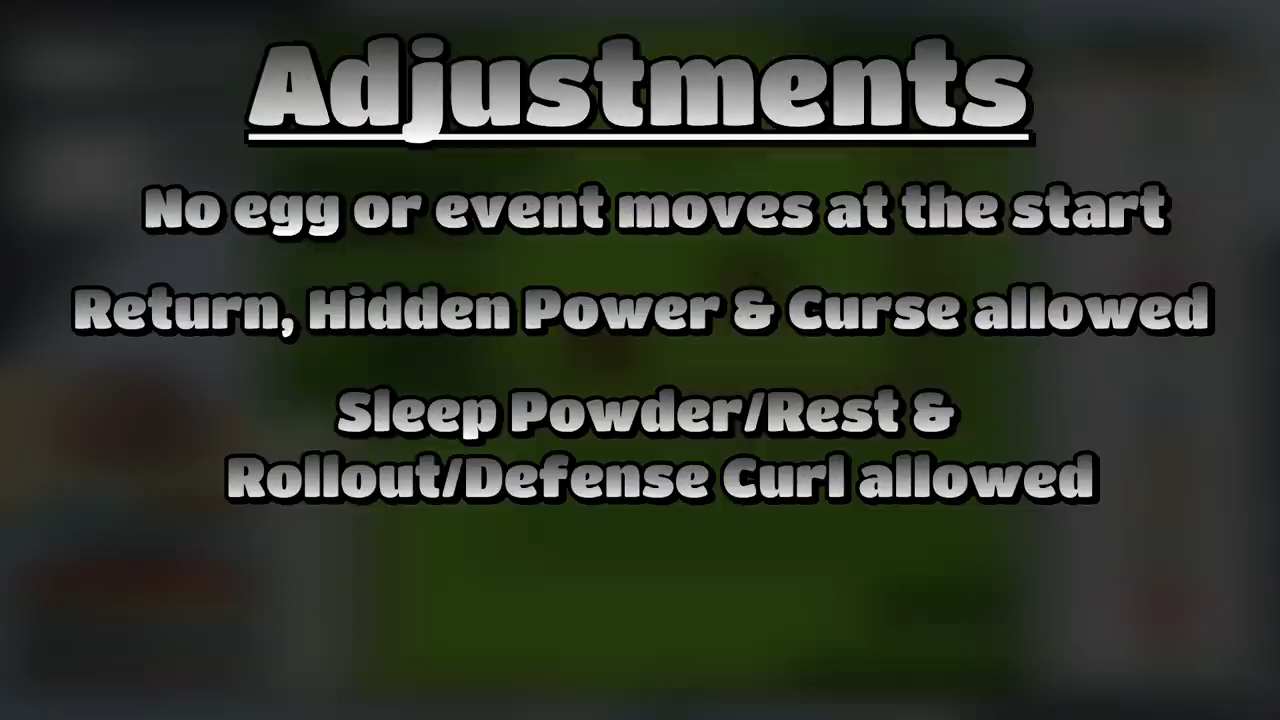 Adjustments
No egg or event moves at the start
Return, Hidden Power & Curse allowed
Sleep Powder/Rest &
Rollout/Defense Curl allowed